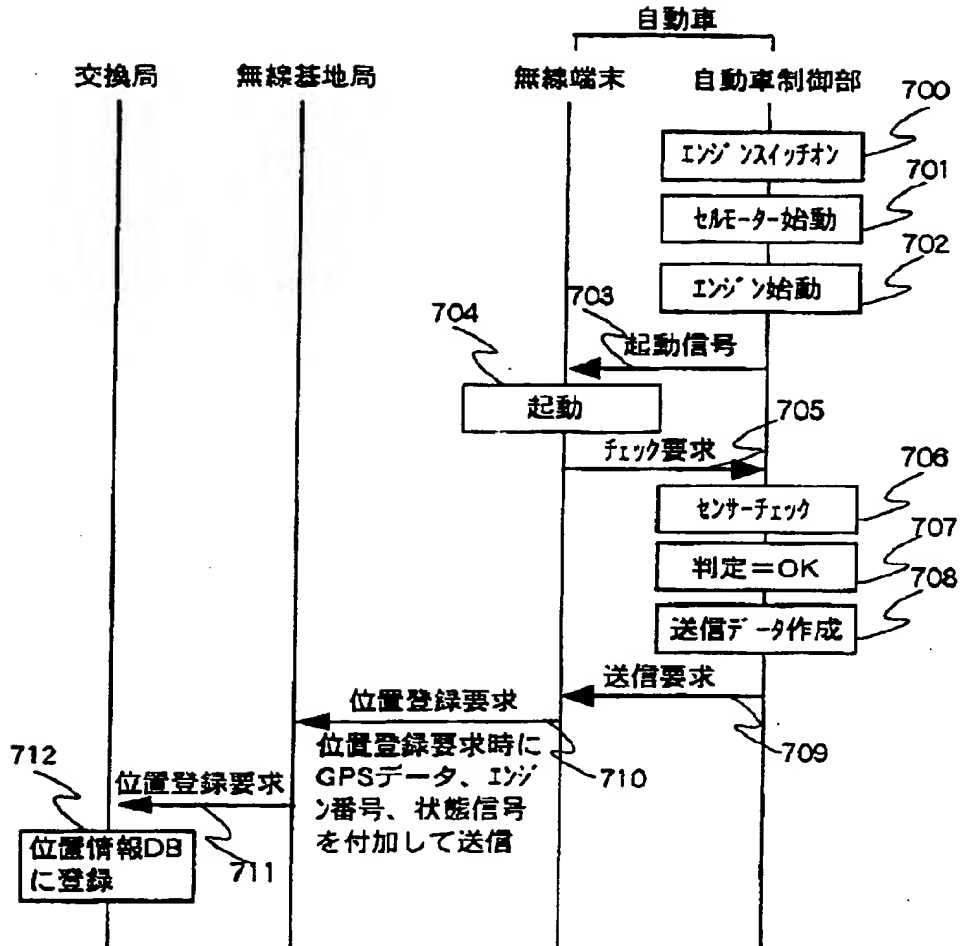 自動車
交換局
無線基地局
無線端末
自動車制御部
700
エンジンスイッチオン
701
セルモーター始動
702
エンジン始動
703
起動信号
704
起動
705
チェック要求
706
センサーチェック
707
判定=OK
708
送信データ作成
送信要求
709
位置登録要求
710
位置登録要求時に
GPSデータ、エンジ
ン番号、状態信号
を付加して送信
位置登録要求
711
712
位置情報DB
に登録